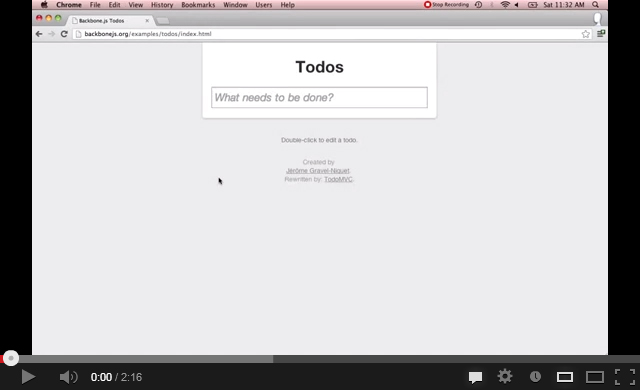 Chrome File Edit View History Bookmarks Window Users Help Stop Recording Sat 11:32 AM
Backbone.js Todos
backbonejs.org/examples/todos/index.html
Todos
What needs to be done?
Double-click to edit a todo.
Created by
Jérôme Gravel-Niquet.
Rewritten by: TodoMVC.
0:00 / 2:16